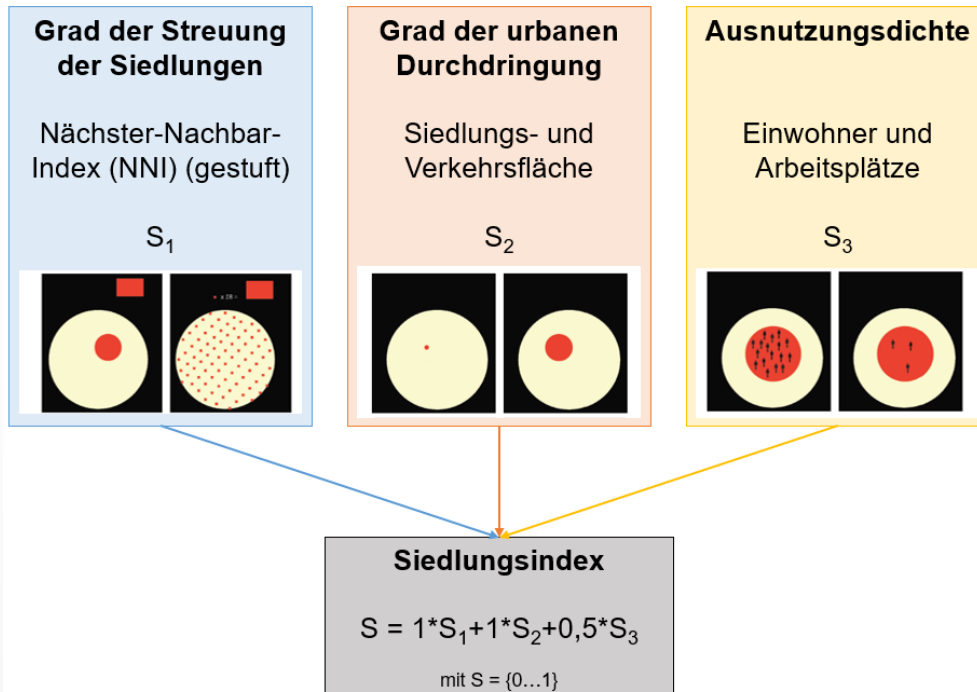 Grad der Streuung
der Siedlungen
Nächster-Nachbar-
Index (NNI) (gestuft)
S₁
x 28
Grad der urbanen
Durchdringung
Siedlungs- und
Verkehrsfläche
S₂
Ausnutzungsdichte
Einwohner und
Arbeitsplätze
S₃
Siedlungsindex
S = 1*S₁+1*S₂+0,5*S₃
mit S = {0...1}